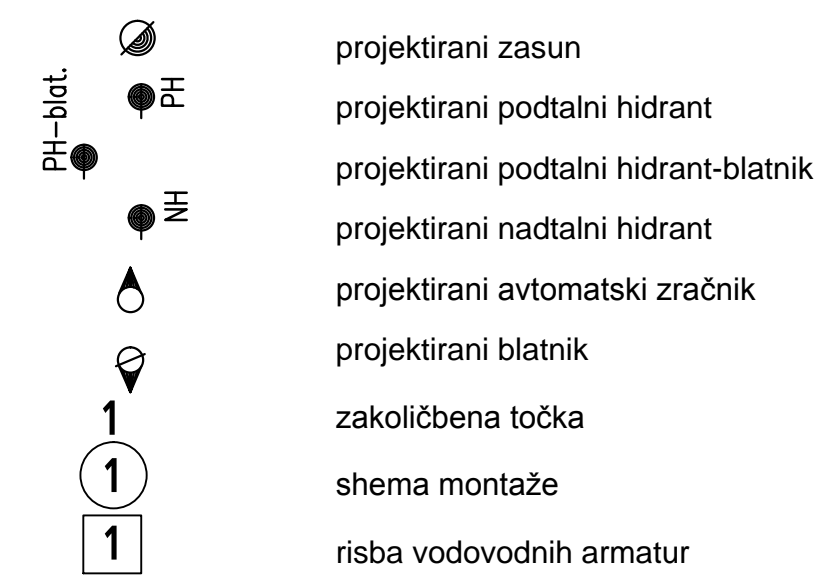 projektirani zasun
PH projektirani podtalni hidrant
PH-blat. projektirani podtalni hidrant-blatnik
NH projektirani nadtalni hidrant
projektirani avtomatski zračnik
projektirani blatnik
1 zakoličbena točka
1 shema montaže
1 risba vodovodnih armatur